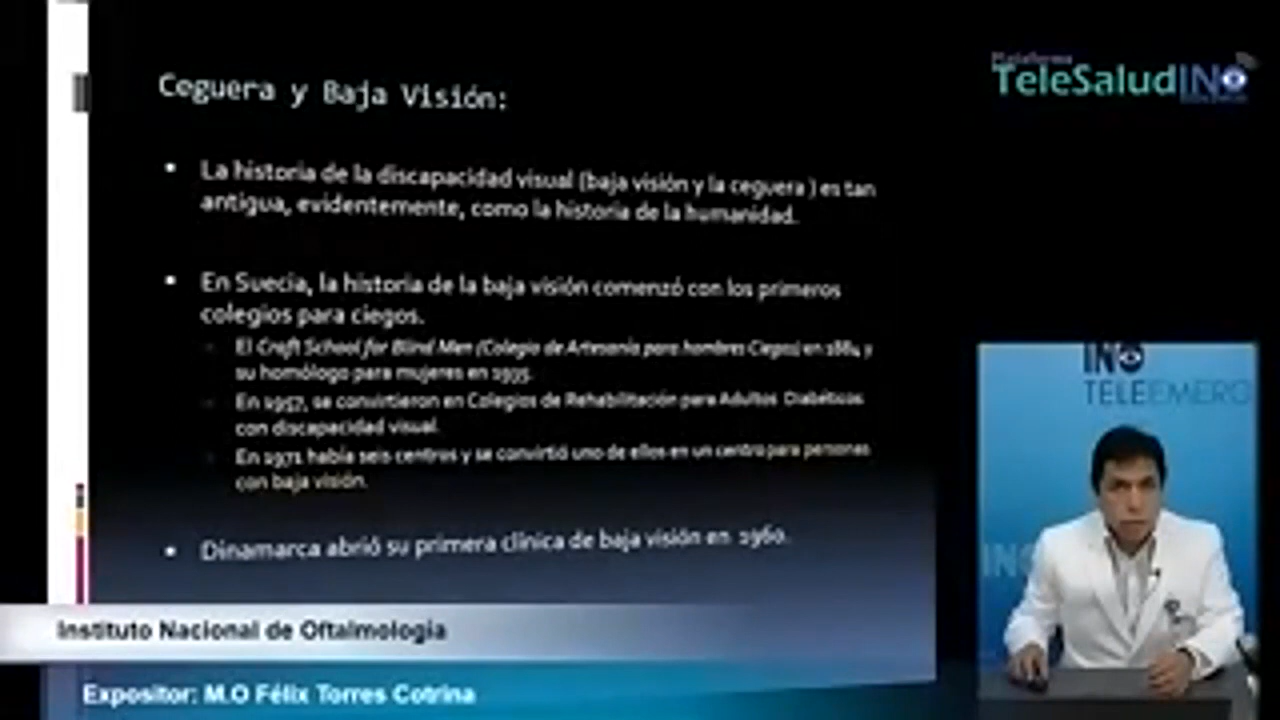 Ceguera y Baja Visión:
Plataforma
TeleSaludINO
La historia de la discapacidad visual (baja visión y la ceguera ) es tan
antigua, evidentemente, como la historia de la humanidad.
En Suecia, la historia de la baja visión comenzó con los primeros
colegios para ciegos.
El Craft School for Blind Men (Colegio de Artesanía para hombres Ciegos) en 1884 y
su homólogo para mujeres en 1935.
En 1957, se convirtieron en Colegios de Rehabilitación para Adultos Diabéticos
con discapacidad visual.
En 1971 había seis centros y se convirtió uno de ellos en un centro para personas
con baja visión.
Dinamarca abrió su primera clínica de baja visión en 1960.
INO
TELEEMERG
INO
Instituto Nacional de Oftalmología
Expositor: M.O Félix Torres Cotrina